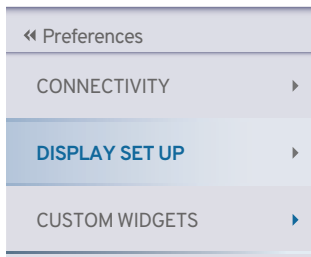 Preferences
CONNECTIVITY
DISPLAY SET UP
CUSTOM WIDGETS